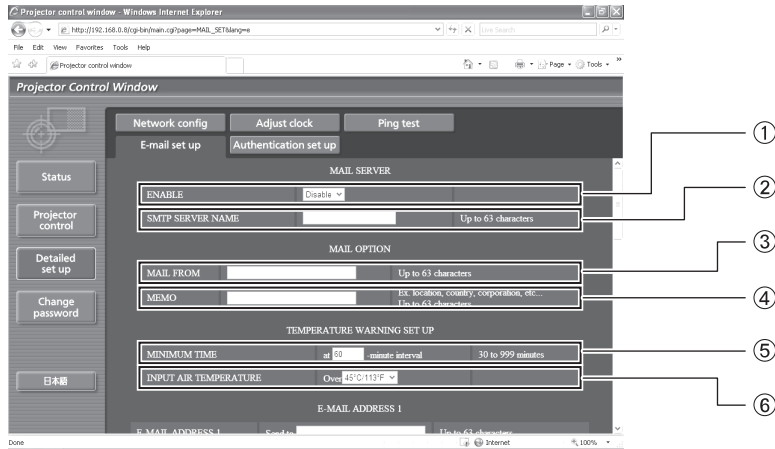 Projector control window - Windows Internet Explorer
http://192.168.0.8/cgi-bin/main.cgi?page=MAIL_SET&lang=e
Live Search
File Edit View Favorites Tools Help
Projector control window
Page Tools
Projector Control Window
Network config Adjust clock Ping test
E-mail set up Authentication set up
Status
Projector control
Detailed set up
Change password
日本語
MAIL SERVER
ENABLE Disable
①
SMTP SERVER NAME Up to 63 characters
②
MAIL OPTION
MAIL FROM Up to 63 characters
③
MEMO Ex. location, country, corporation, etc...
Up to 63 characters
④
TEMPERATURE WARNING SET UP
MINIMUM TIME at 60 -minute interval 30 to 999 minutes
⑤
INPUT AIR TEMPERATURE Over 45°C/113°F
⑥
E-MAIL ADDRESS 1
E-MAIL ADDRESS 1 Send to Up to 63 characters
Done Internet 100%